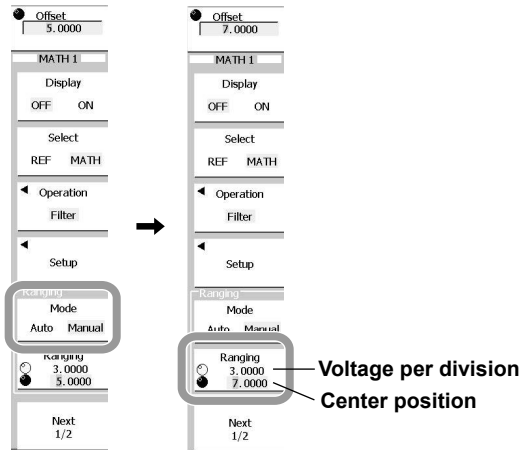 Offset
5.0000
MATH 1
Display
OFF ON
Select
REF MATH
Operation
Filter
Setup
Ranging
Mode
Auto Manual
Ranging
3.0000
5.0000
Next
1/2
Offset
7.0000
MATH 1
Display
OFF ON
Select
REF MATH
Operation
Filter
Setup
Ranging
Mode
Auto Manual
Ranging
3.0000
7.0000
Next
1/2
Voltage per division
Center position